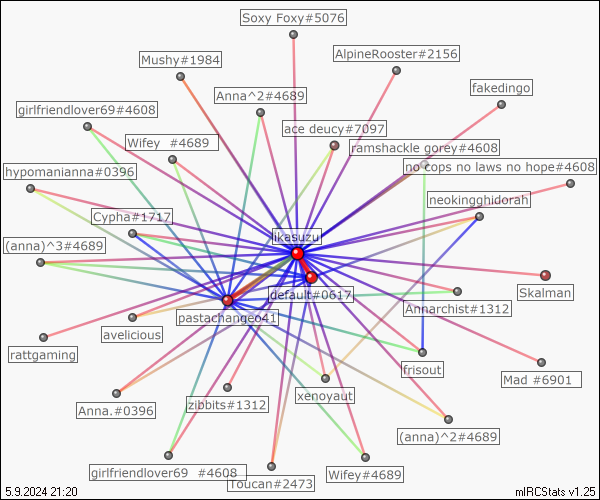 Soxy Foxy#5076
AlpineRooster#2156
Mushy#1984
fakedingo
Anna^2#4689
girlfriendlover69#4608
ace deucy#7097
Wifey #4689
ramshackle gorey#4608
no cops no laws no hope#4608
hypomanianna#0396
neokingghidorah
Cypha#1717
ikasuzu
(anna)^3#4689
Skalman
default#0617
Annarchist#1312
pastachangeo41
avelicious
rattgaming
frisout
Mad #6901
xenoyaut
Anna.#0396
zibbits#1312
(anna)^2#4689
girlfriendlover69 #4608
Wifey#4689
Toucan#2473
5.9.2024 21:20
mIRCStats v1.25